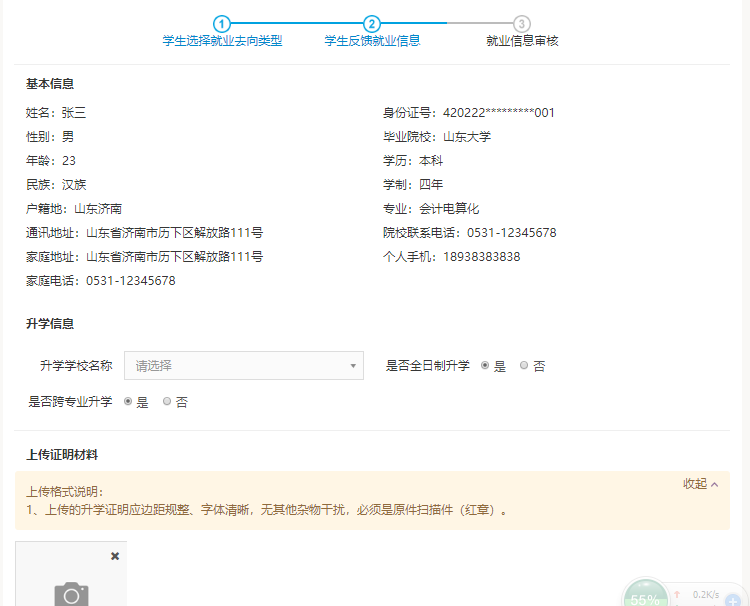 1 2 3
学生选择就业去向类型 学生反馈就业信息 就业信息审核
基本信息
姓名：张三 身份证号：420222*********001
性别：男 毕业院校：山东大学
年龄：23 学历：本科
民族：汉族 学制：四年
户籍地：山东济南 专业：会计电算化
通讯地址：山东省济南市历下区解放路111号 院校联系电话：0531-12345678
家庭地址：山东省济南市历下区解放路111号 个人手机：18938383838
家庭电话：0531-12345678
升学信息
升学学校名称 请选择 是否全日制升学 是 否
是否跨专业升学 是 否
上传证明材料
收起
上传格式说明：
1、上传的升学证明应边距规整、字体清晰，无其他杂物干扰，必须是原件扫描件（红章）。
55% 0.2K/s